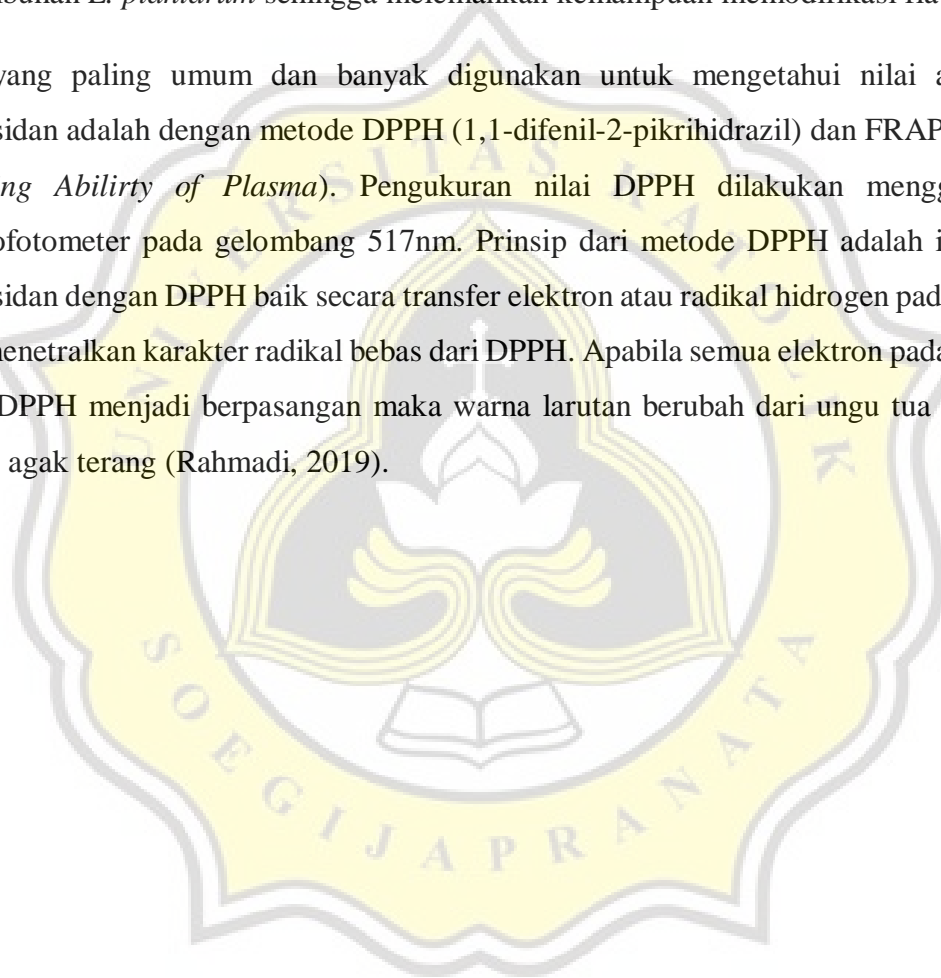 L. plantarum sehingga melemahkan kemampuan memodifikasi
yang paling umum dan banyak digunakan untuk mengetahui nilai a
sidan adalah dengan metode DPPH (1,1-difenil-2-pikrihidrazil) dan FRAP
ng Abilirty of Plasma). Pengukuran nilai DPPH dilakukan mengg
ofotometer pada gelombang 517nm. Prinsip dari metode DPPH adalah i
sidan dengan DPPH baik secara transfer elektron atau radikal hidrogen pad
menetralkan karakter radikal bebas dari DPPH. Apabila semua elektron pada
DPPH menjadi berpasangan maka warna larutan berubah dari ungu tua
agak terang (Rahmadi, 2019).
UNIVERSITAS KATOLIK
SOEGIJAPRANATA